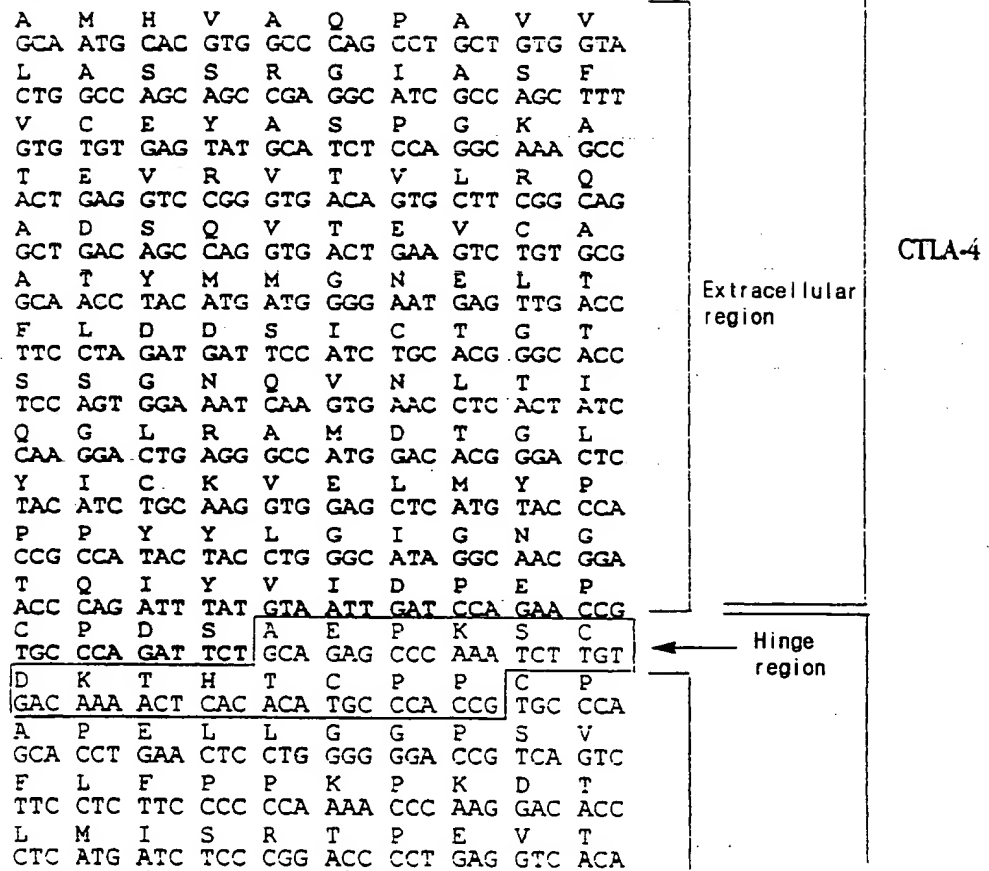 A M H V A Q P A V V
GCA ATG CAC GTG GCC CAG CCT GCT GTG GTA
L A S S R G I A S F
CTG GCC AGC AGC CGA GGC ATC GCC AGC TTT
V C E Y A S P G K A
GTG TGT GAG TAT GCA TCT CCA GGC AAA GCC
T E V R V T V L R Q
ACT GAG GTC CGG GTG ACA GTG CTT CGG CAG
A D S Q V T E V C A
GCT GAC AGC CAG GTG ACT GAA GTC TGT GCG
A T Y M M G N E L T
GCA ACC TAC ATG ATG GGG AAT GAG TTG ACC
F L D D S I C T G T
TTC CTA GAT GAT TCC ATC TGC ACG GGC ACC
S S G N Q V N L T I
TCC AGT GGA AAT CAA GTG AAC CTC ACT ATC
Q G L R A M D T G L
CAA GGA CTG AGG GCC ATG GAC ACG GGA CTC
Y I C K V E L M Y P
TAC ATC TGC AAG GTG GAG CTC ATG TAC CCA
P P Y Y L G I G N G
CCG CCA TAC TAC CTG GGC ATA GGC AAC GGA
T Q I Y V I D P E P
ACC CAG ATT TAT GTA ATT GAT CCA GAA CCG
C P D S A E P K S C
TGC CCA GAT TCT GCA GAG CCC AAA TCT TGT
D K T H T C P P C P
GAC AAA ACT CAC ACA TGC CCA CCG TGC CCA
A P E L L G G P S V
GCA CCT GAA CTC CTG GGG GGA CCG TCA GTC
F L F P P K P K D T
TTC CTC TTC CCC CCA AAA CCC AAG GAC ACC
L M I S R T P E V T
CTC ATG ATC TCC CGG ACC CCT GAG GTC ACA
Extracellular
region
CTLA-4
Hinge
region